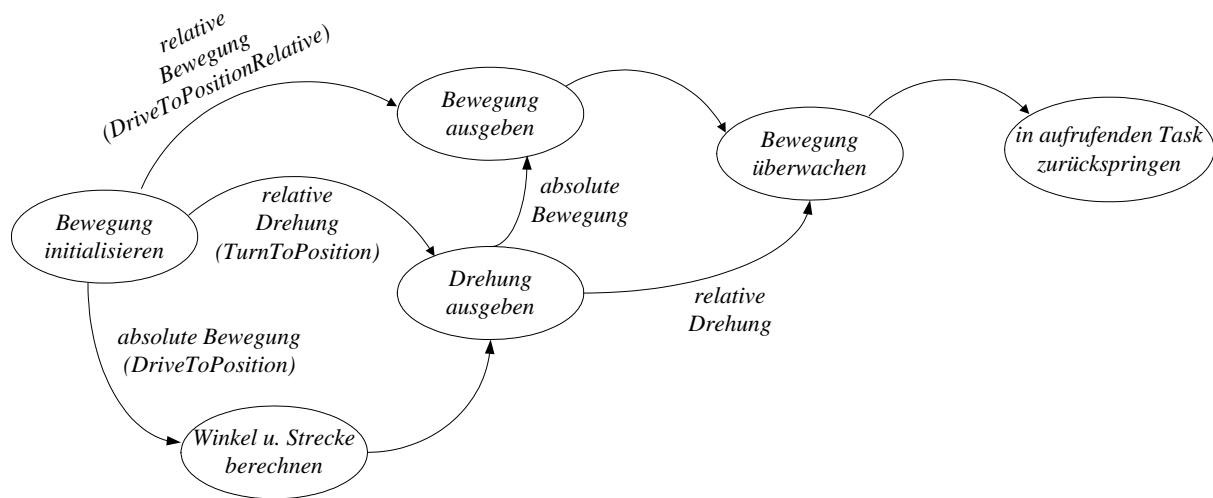 relative
Bewegung
(DriveToPositionRelative)
Bewegung
ausgeben
Bewegung
überwachen
in aufrufenden Task
zurückspringen
absolute
Bewegung
relative
Drehung
(TurnToPosition)
Bewegung
initialisieren
Drehung
ausgeben
relative
Drehung
absolute Bewegung
(DriveToPosition)
Winkel u. Strecke
berechnen